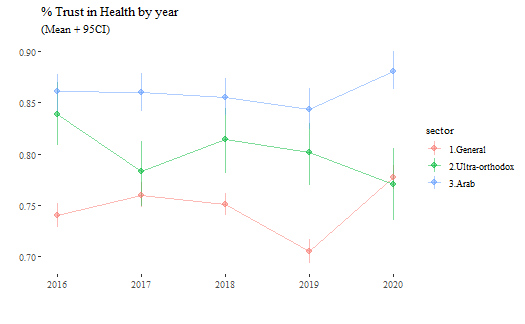 % Trust in Health by year
(Mean + 95CI)
0.90
0.85
0.80
0.75
0.70
2016 2017 2018 2019 2020
sector
1.General
2.Ultra-orthodox
3.Arab